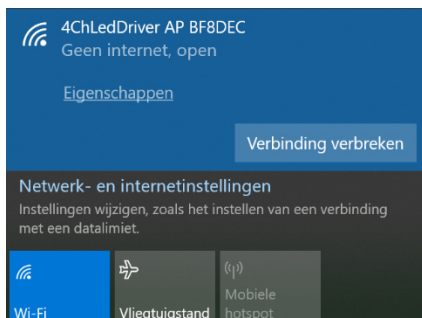 4ChLedDriver AP BF8DEC
Geen internet, open
Eigenschappen
Verbinding verbreken
Netwerk- en internetinstellingen
Instellingen wijzigen, zoals het instellen van een verbinding
met een datalimiet.
Wi-Fi
Vliegtuigstand
Mobiele
hotspot